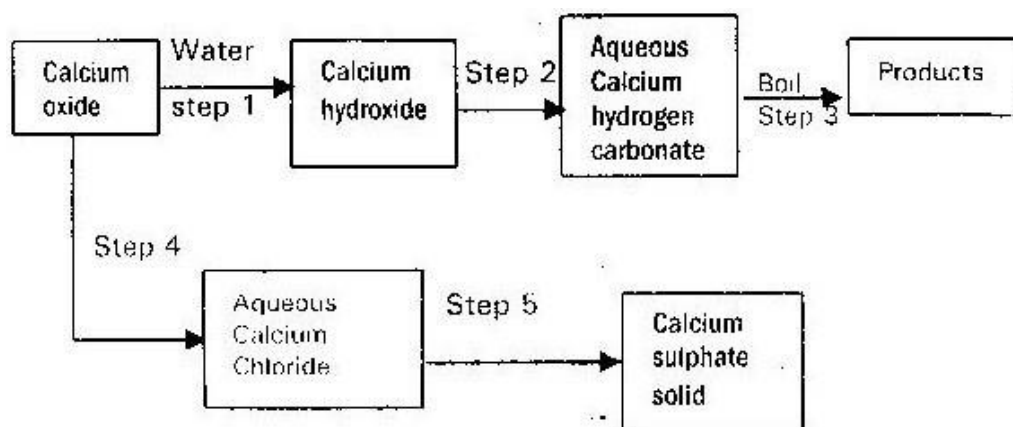 Calcium
oxide
Water
step 1
Calcium
hydroxide
Step 2
Aqueous
Calcium
hydrogen
carbonate
Boil
Step 3
Products
Step 4
Aqueous
Calcium
Chloride
Step 5
Calcium
sulphate
solid